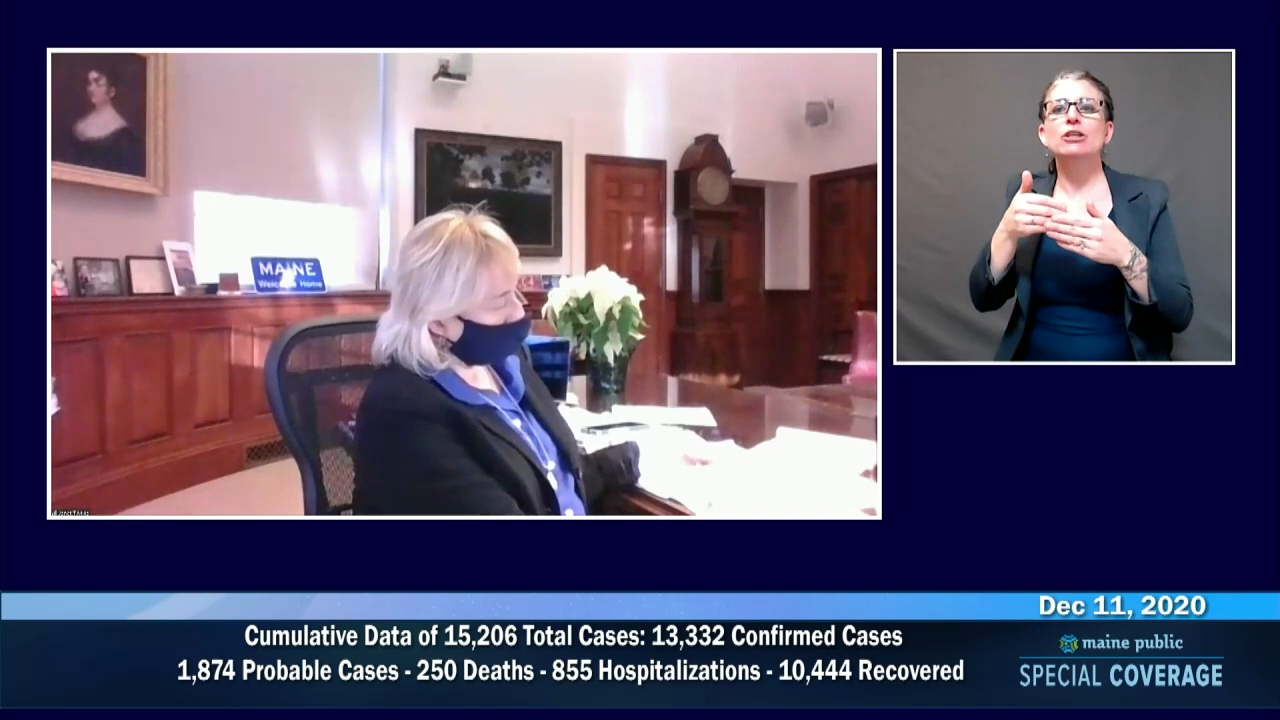 MAINE
Welcome Home
Dec 11, 2020
Cumulative Data of 15,206 Total Cases: 13,332 Confirmed Cases
1,874 Probable Cases - 250 Deaths - 855 Hospitalizations - 10,444 Recovered
maine public
SPECIAL COVERAGE